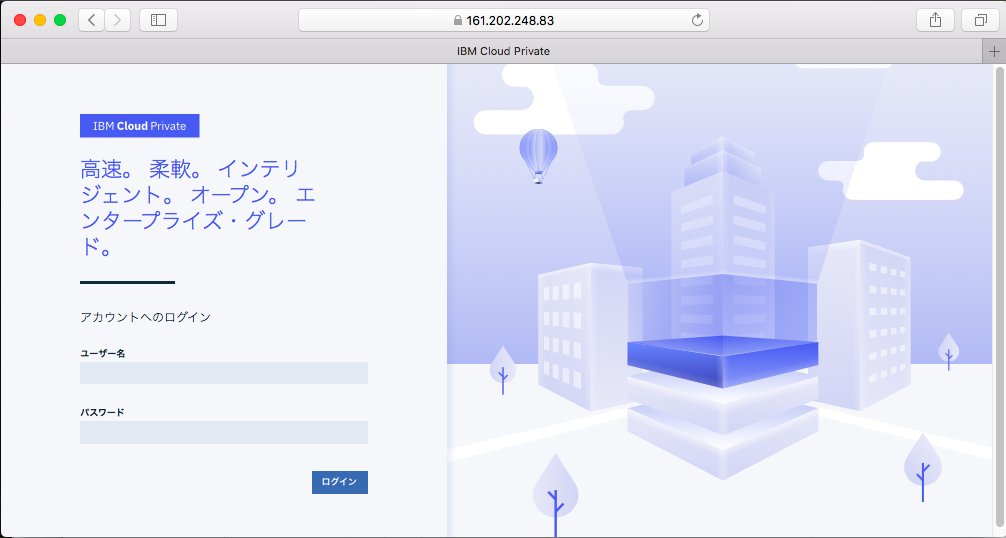 161.202.248.83
IBM Cloud Private
IBM Cloud Private
高速。 柔軟。 インテリ
ジェント。 オープン。 エ
ンタープライズ・グレー
ド。
アカウントへのログイン
ユーザー名
パスワード
ログイン